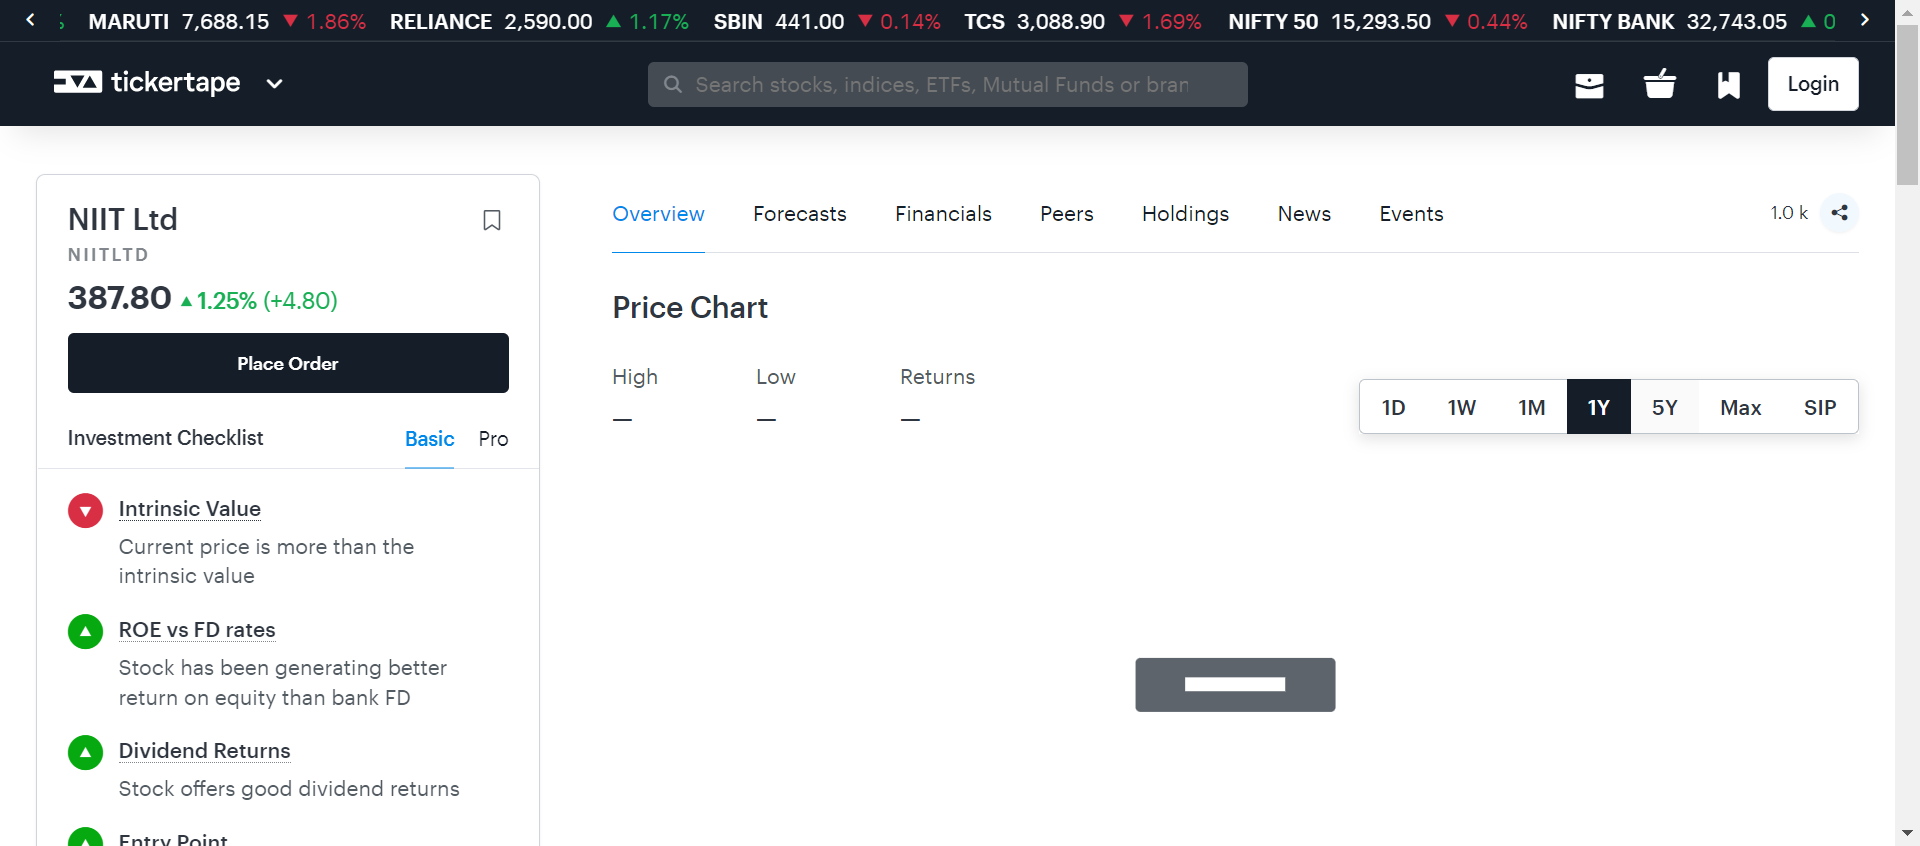 MARUTI 7,688.15 ▼ 1.86% RELIANCE 2,590.00 ▲ 1.17% SBIN 441.00 ▼ 0.14% TCS 3,088.90 ▼ 1.69% NIFTY 50 15,293.50 ▼ 0.44% NIFTY BANK 32,743.05 ▲ 0
tickertape
Search stocks, indices, ETFs, Mutual Funds or bran
Login
NIIT Ltd
NIITLTD
387.80 ▲ 1.25% (+4.80)
Place Order
Investment Checklist Basic Pro
Intrinsic Value
Current price is more than the
intrinsic value
ROE vs FD rates
Stock has been generating better
return on equity than bank FD
Dividend Returns
Stock offers good dividend returns
Entry Point
Overview Forecasts Financials Peers Holdings News Events
1.0 k
Price Chart
High Low Returns
— — —
1D 1W 1M 1Y 5Y Max SIP